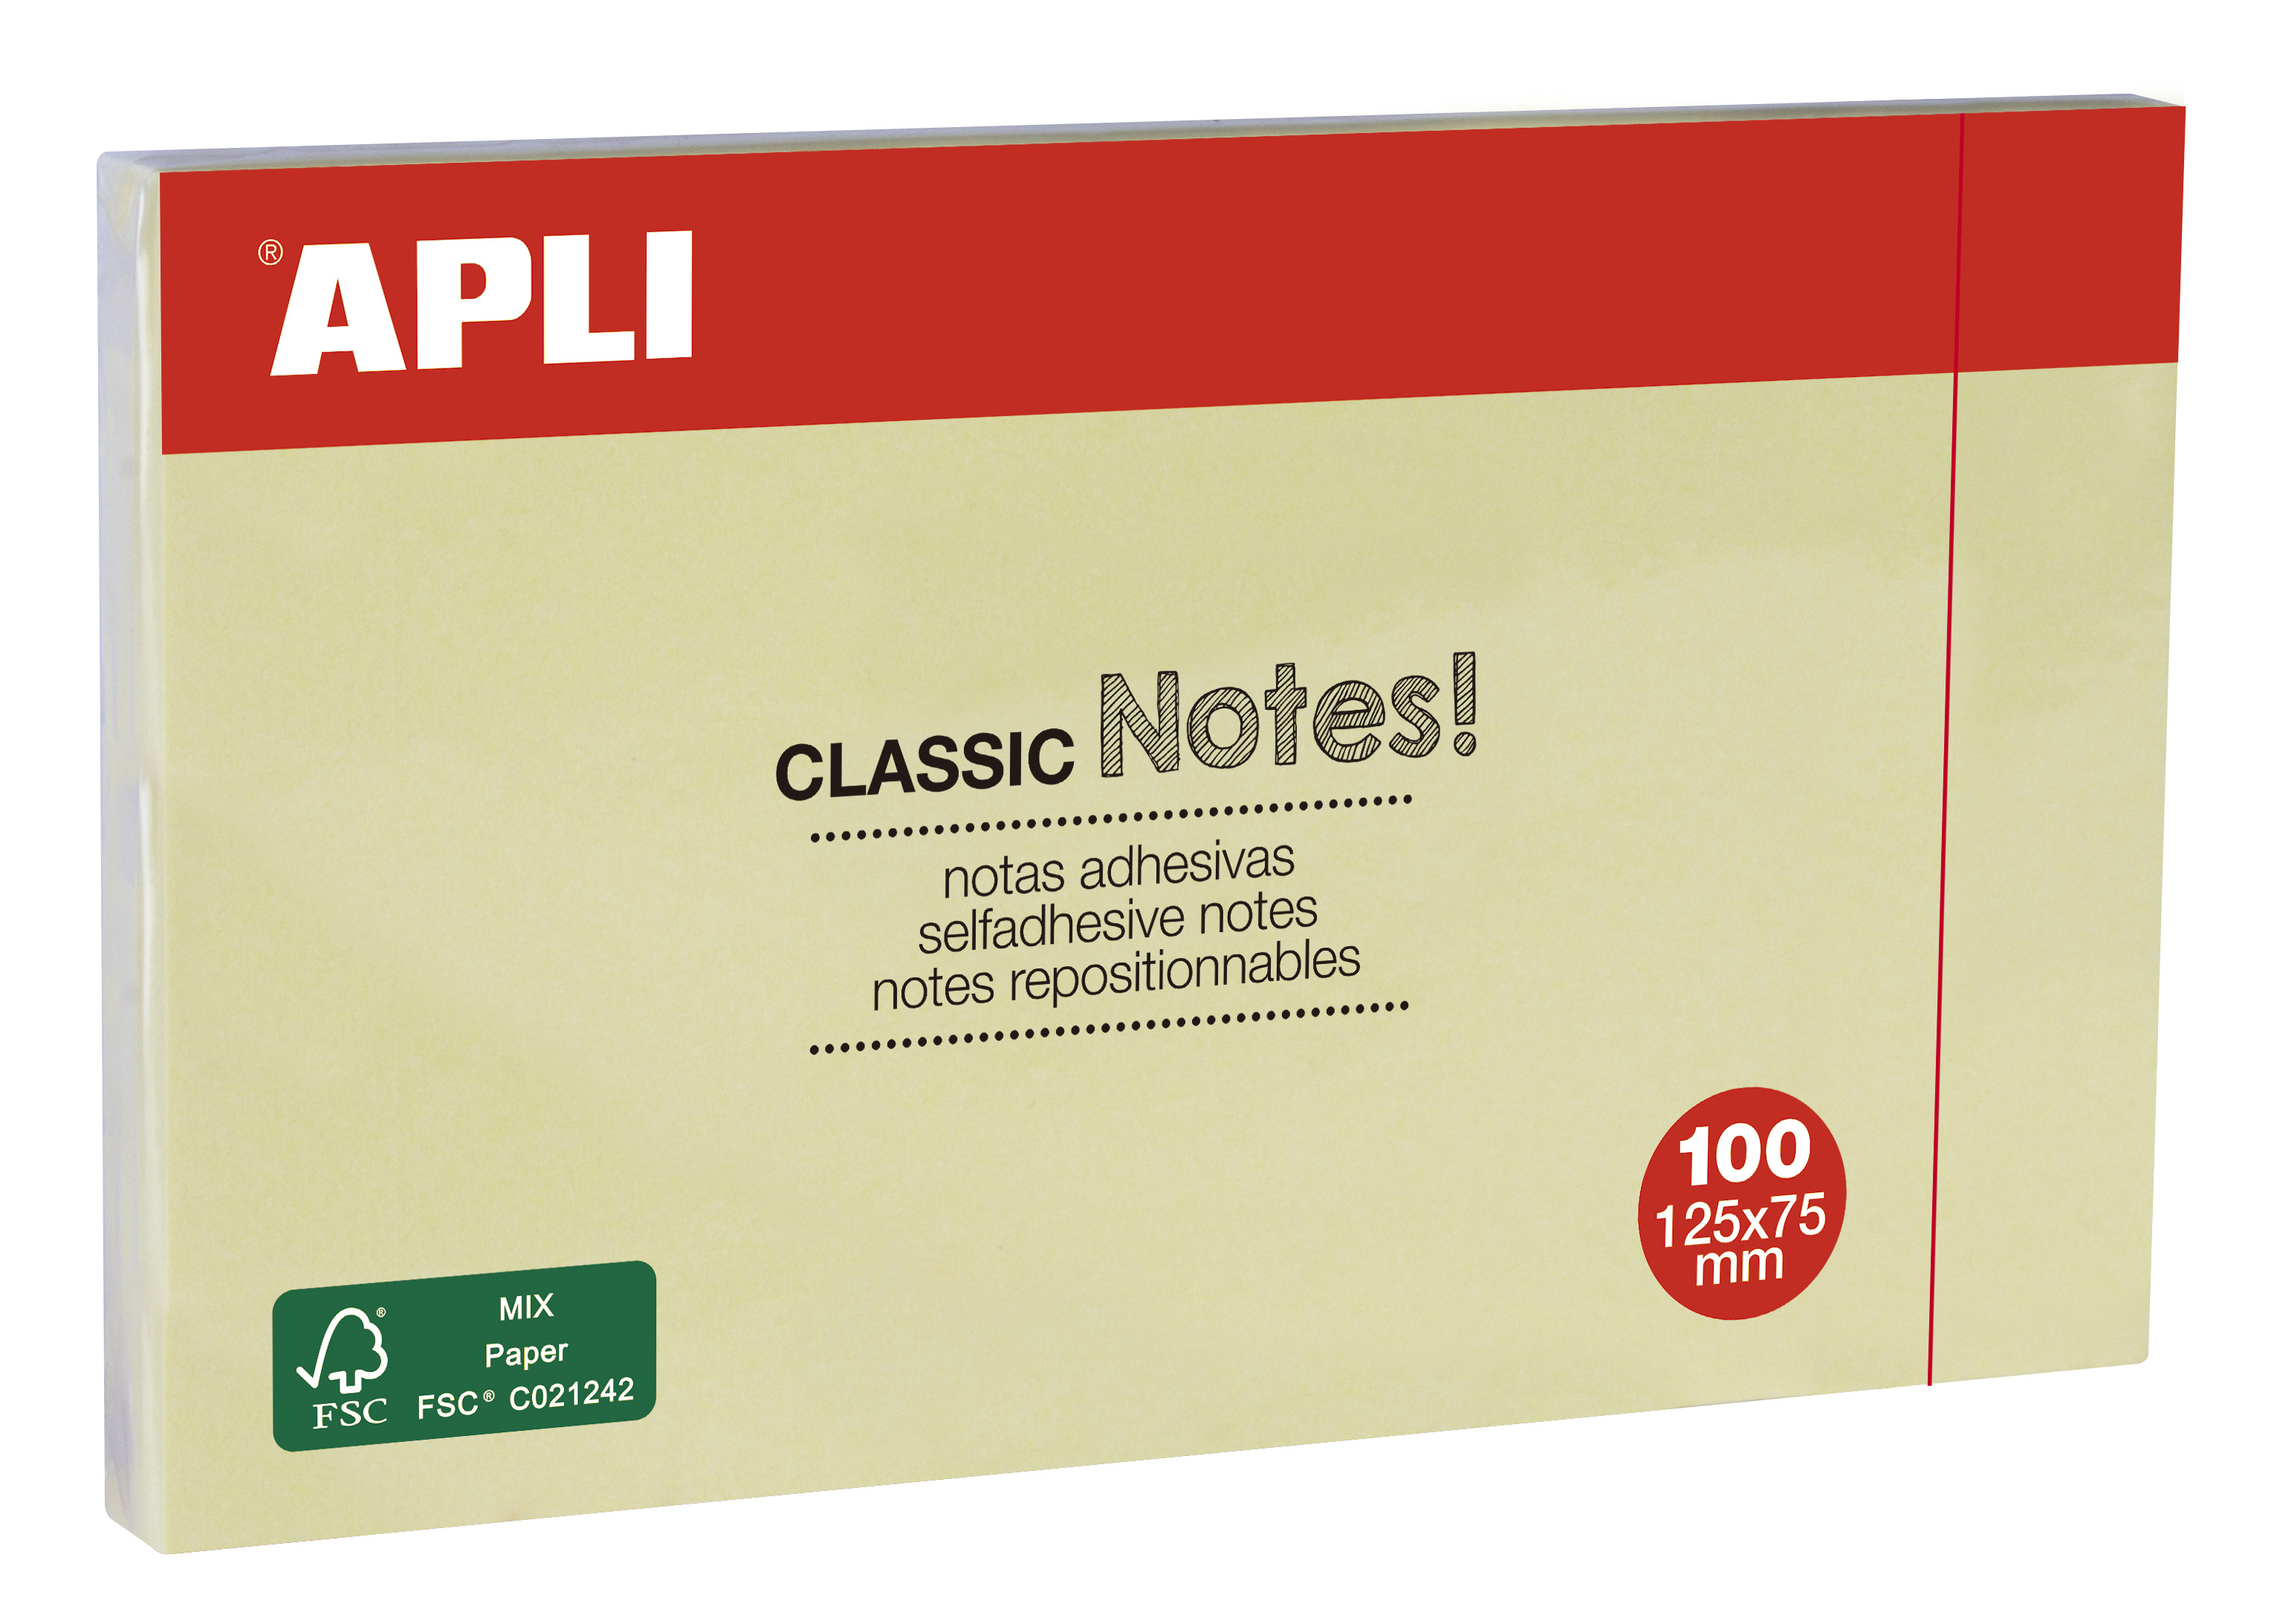 ® APLI
CLASSIC Notes!
notas adhesivas
selfadhesive notes
notes repositionnables
100
125x75
mm
®
FSC
MIX
Paper
FSC® C021242